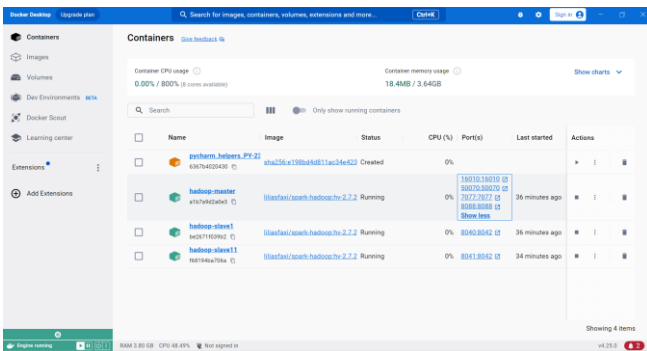 Docker Desktop Upgrade plan
Search for images, containers, volumes, extensions and more...
Ctrl+K
Sign in
Containers
Images
Volumes
Dev Environments BETA
Docker Scout
Learning center
Extensions
Add Extensions
Containers Give feedback
Container CPU usage
0.00% / 800% (8 cores available)
Container memory usage
18.4MB / 3.64GB
Show charts
Search
Only show running containers
Name Image Status CPU (%) Port(s) Last started Actions
pycharm_helpers_PY-23
6367b4020430
sha256:e198bd4d811ac34e423 Created 0%
16010:16010
50070:50070
7077:7077
8088:8088
Show less
hadoop-master
liliasfaxi/spark-hadoop:hv-2.7.2 Running 0% 36 minutes ago
hadoop-slave1
liliasfaxi/spark-hadoop:hv-2.7.2 Running 0% 8040:8042 36 minutes ago
hadoop-slave11
liliasfaxi/spark-hadoop:hv-2.7.2 Running 0% 8041:8042 34 minutes ago
Showing 4 items
Engine running
RAM 3.80 GB CPU 48.49% Not signed in
v4.25.0 2